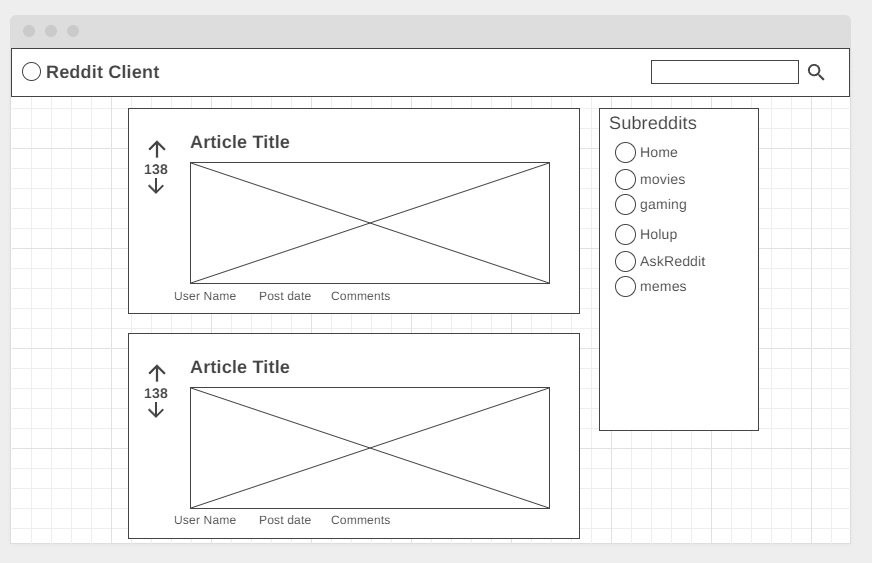 Reddit Client
Article Title
138
User Name Post date Comments
Article Title
138
User Name Post date Comments
Subreddits
Home
movies
gaming
Holup
AskReddit
memes